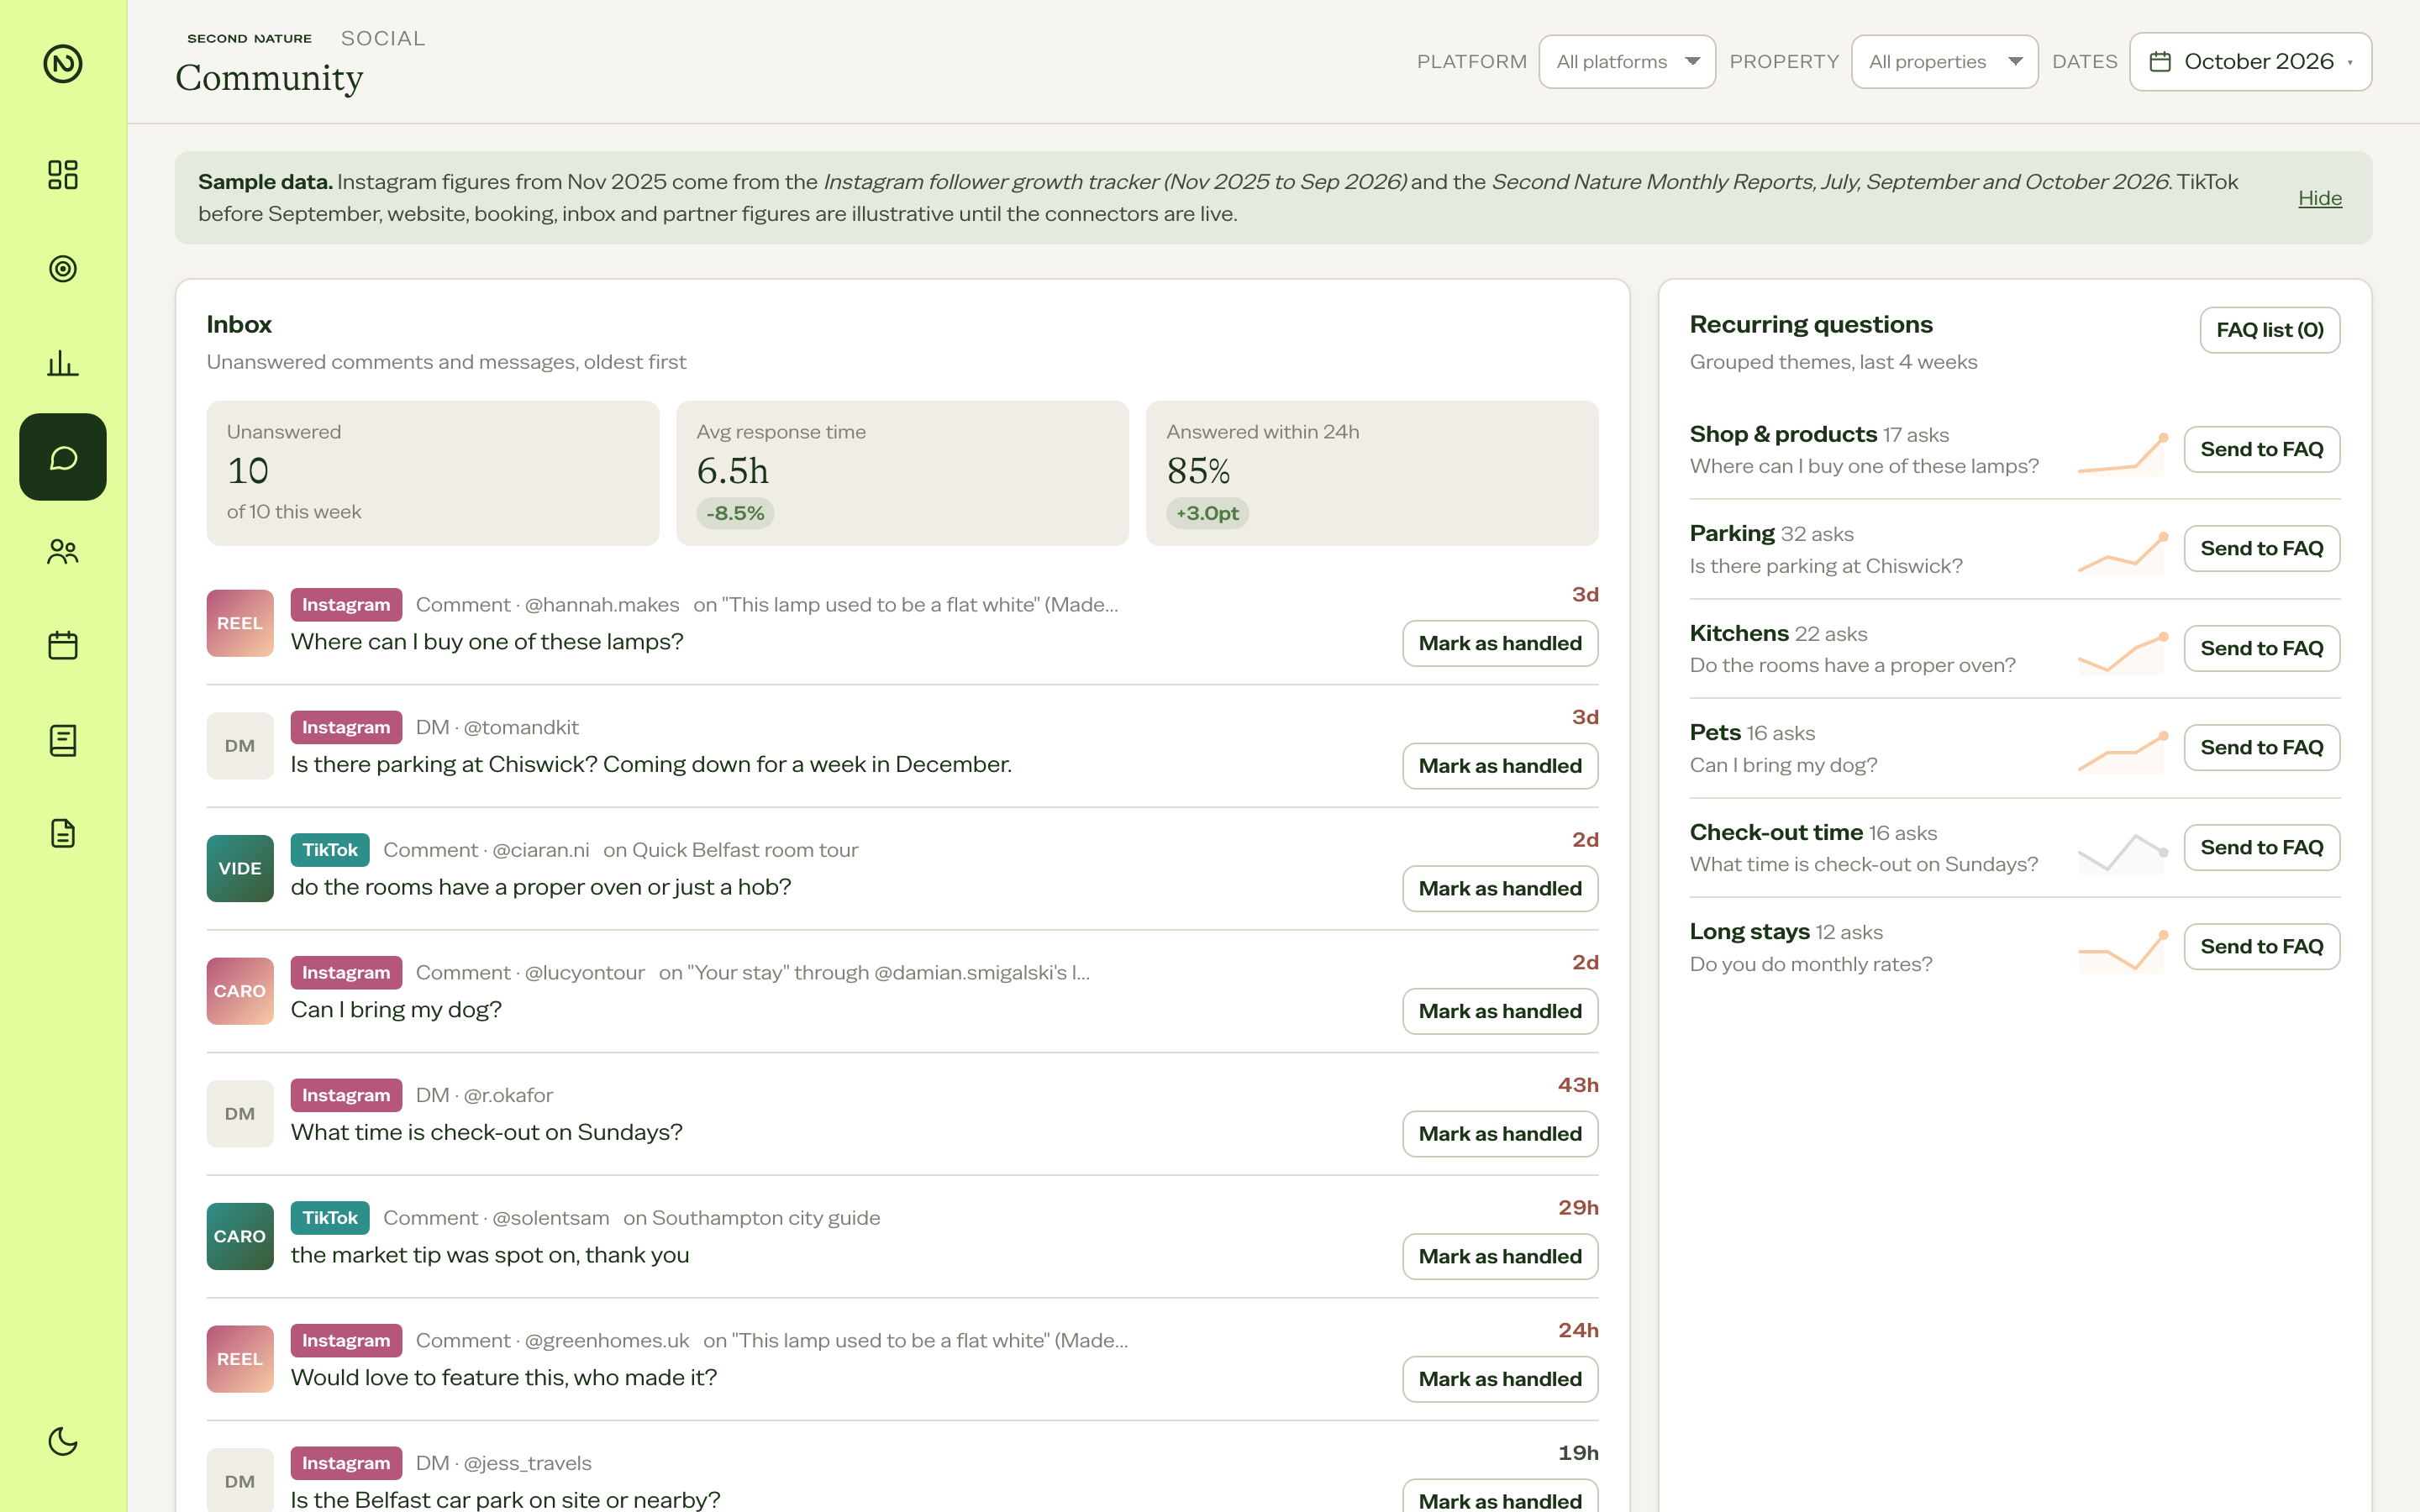 SECOND NATURE SOCIAL
Community
PLATFORM All platforms PROPERTY All properties DATES October 2026
Sample data. Instagram figures from Nov 2025 come from the Instagram follower growth tracker (Nov 2025 to Sep 2026) and the Second Nature Monthly Reports, July, September and October 2026. TikTok
before September, website, booking, inbox and partner figures are illustrative until the connectors are live.
Hide
Inbox
Unanswered comments and messages, oldest first
Unanswered
10
of 10 this week
Avg response time
6.5h
-8.5%
Answered within 24h
85%
+3.0pt
REEL
Instagram Comment · @hannah.makes on "This lamp used to be a flat white" (Made...
Where can I buy one of these lamps?
3d
Mark as handled
DM
Instagram DM · @tomandkit
Is there parking at Chiswick? Coming down for a week in December.
3d
Mark as handled
VIDE
TikTok Comment · @ciaran.ni on Quick Belfast room tour
do the rooms have a proper oven or just a hob?
2d
Mark as handled
CARO
Instagram Comment · @lucyontour on "Your stay" through @damian.smigalski's l...
Can I bring my dog?
2d
Mark as handled
DM
Instagram DM · @r.okafor
What time is check-out on Sundays?
43h
Mark as handled
CARO
TikTok Comment · @solentsam on Southampton city guide
the market tip was spot on, thank you
29h
Mark as handled
REEL
Instagram Comment · @greenhomes.uk on "This lamp used to be a flat white" (Made...
Would love to feature this, who made it?
24h
Mark as handled
DM
Instagram DM · @jess_travels
Is the Belfast car park on site or nearby?
19h
Mark as handled
Recurring questions
Grouped themes, last 4 weeks
FAQ list (0)
Shop & products 17 asks
Where can I buy one of these lamps?
Send to FAQ
Parking 32 asks
Is there parking at Chiswick?
Send to FAQ
Kitchens 22 asks
Do the rooms have a proper oven?
Send to FAQ
Pets 16 asks
Can I bring my dog?
Send to FAQ
Check-out time 16 asks
What time is check-out on Sundays?
Send to FAQ
Long stays 12 asks
Do you do monthly rates?
Send to FAQ